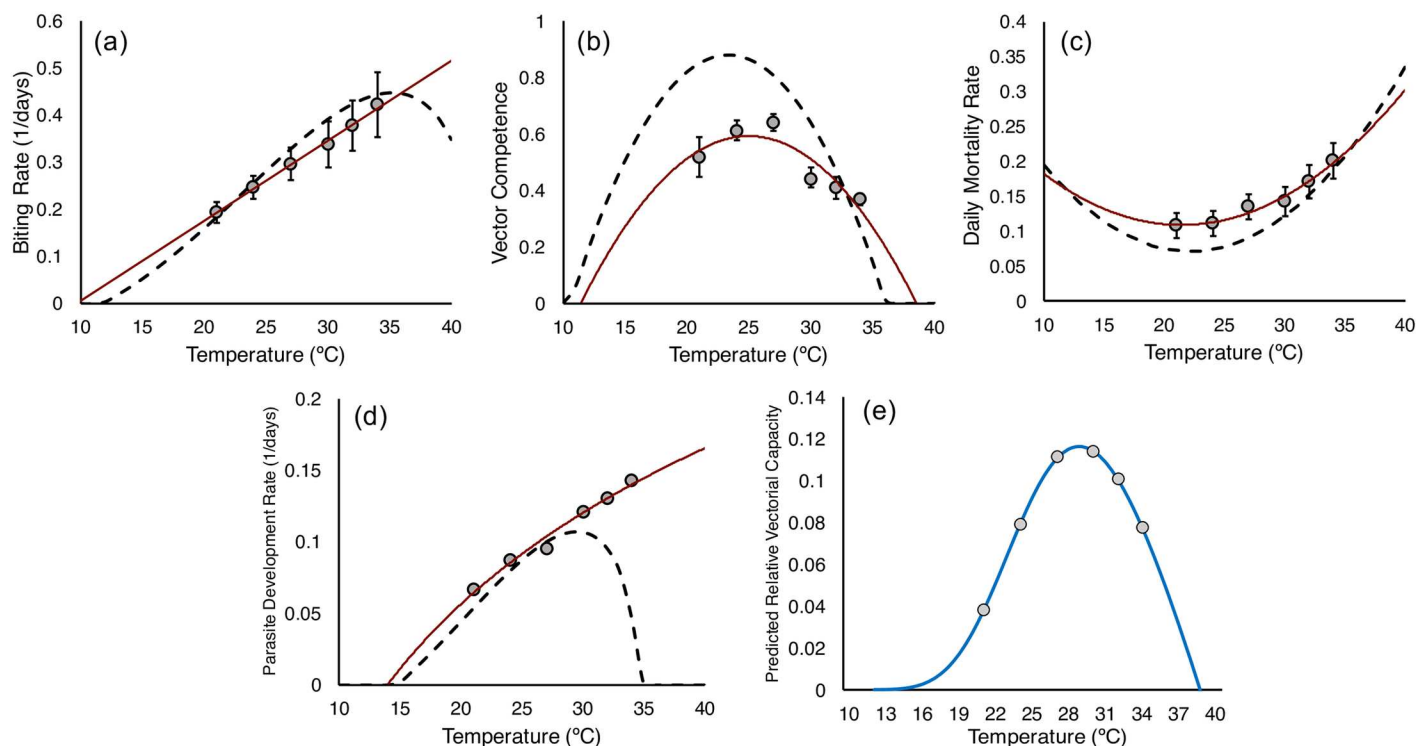 (a)
Biting Rate (1/days)
0.6
0.5
0.4
0.3
0.2
0.1
0
10 15 20 25 30 35 40
Temperature (ºC)
(b)
Vector Competence
1
0.8
0.6
0.4
0.2
0
10 15 20 25 30 35 40
Temperature (ºC)
(c)
Daily Mortality Rate
0.4
0.35
0.3
0.25
0.2
0.15
0.1
0.05
0
10 15 20 25 30 35 40
Temperature (ºC)
(d)
Parasite Development Rate (1/days)
0.2
0.15
0.1
0.05
0
10 15 20 25 30 35 40
Temperature (ºC)
(e)
Predicted Relative Vectorial Capacity
0.14
0.12
0.1
0.08
0.06
0.04
0.02
0
10 13 16 19 22 25 28 31 34 37 40
Temperature (ºC)